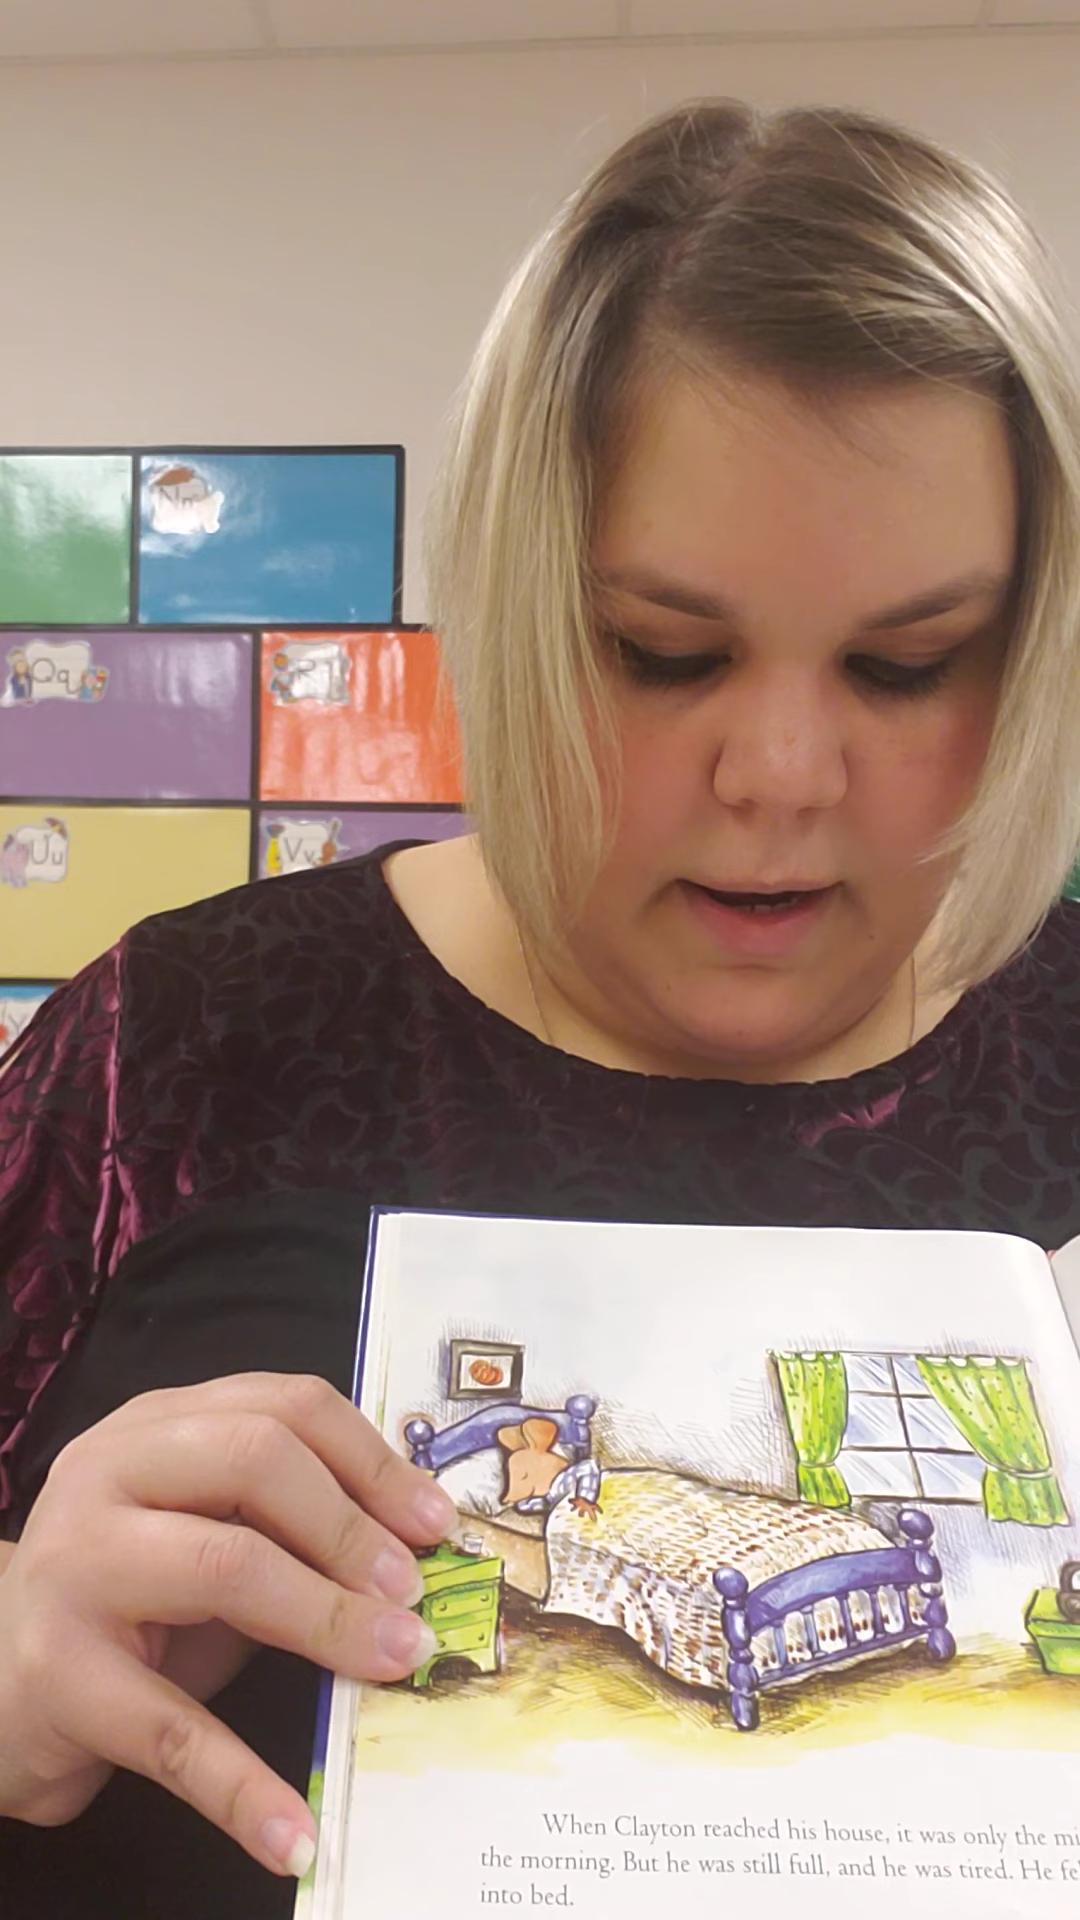 Nn
Qq
Uu
Vv
When Clayton reached his house, it was only the
the morning. But he was still full, and he was tired. He
into bed.